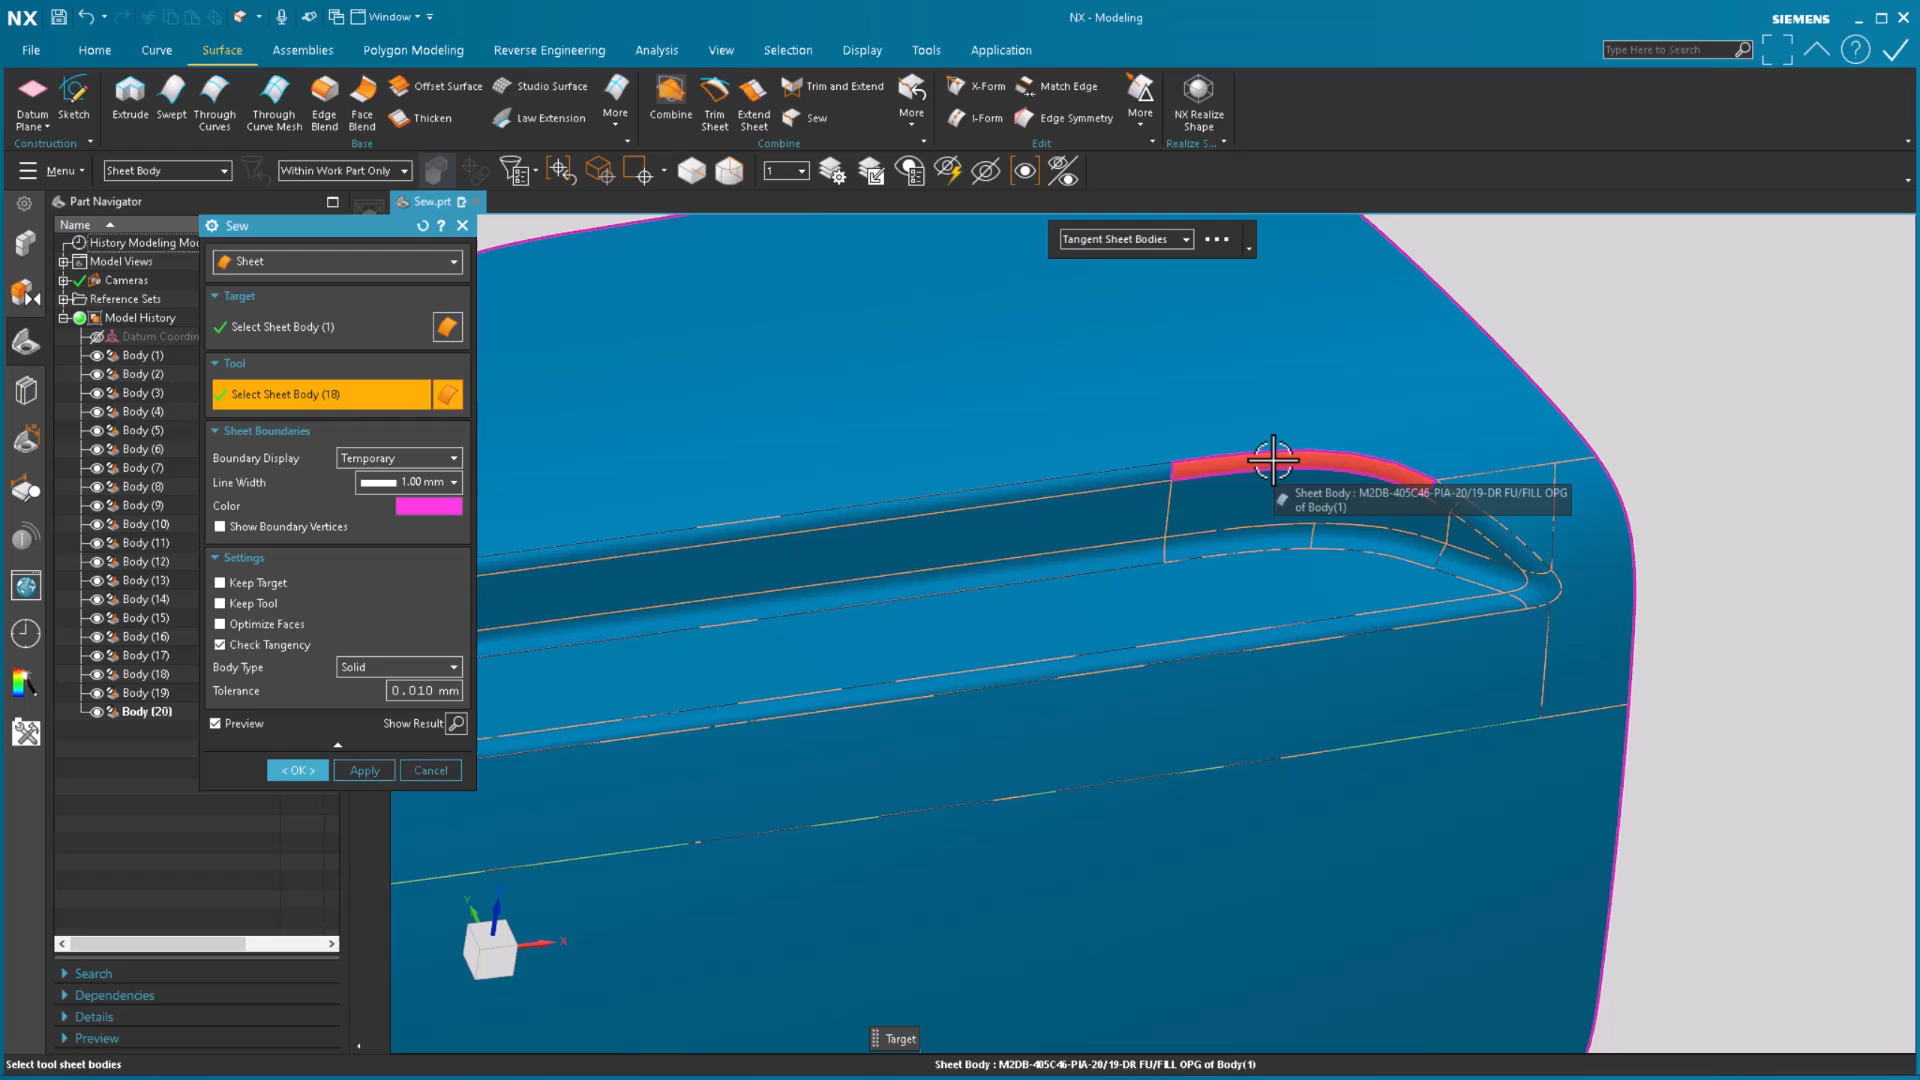 NX
Window
NX - Modeling
SIEMENS
File
Home
Curve
Surface
Assemblies
Polygon Modeling
Reverse Engineering
Analysis
View
Selection
Display
Tools
Application
Type Here to Search
Datum Plane
Sketch
Extrude
Swept
Through Curves
Through Curve Mesh
Edge Blend
Face Blend
Offset Surface
Thicken
Studio Surface
Law Extension
More
Combine
Trim Sheet
Extend Sheet
Trim and Extend
Sew
More
X-Form
I-Form
Match Edge
Edge Symmetry
More
NX Realize Shape
Construction
Base
Combine
Edit
Realize S...
Menu
Sheet Body
Within Work Part Only
1
Part Navigator
Sew.prt
Name
History Modeling Moc
Model Views
Cameras
Reference Sets
Model History
Datum Coordin
Body (1)
Body (2)
Body (3)
Body (4)
Body (5)
Body (6)
Body (7)
Body (8)
Body (9)
Body (10)
Body (11)
Body (12)
Body (13)
Body (14)
Body (15)
Body (16)
Body (17)
Body (18)
Body (19)
Body (20)
Search
Dependencies
Details
Preview
Sew
?
Sheet
Target
Select Sheet Body (1)
Tool
Select Sheet Body (18)
Sheet Boundaries
Boundary Display
Temporary
Line Width
1.00 mm
Color
Show Boundary Vertices
Settings
Keep Target
Keep Tool
Optimize Faces
Check Tangency
Body Type
Solid
Tolerance
0.010 mm
Preview
Show Result
< OK >
Apply
Cancel
Tangent Sheet Bodies
Sheet Body : M2DB-405C46-PIA-20/19-DR FU/FILL OPG
of Body(1)
Y
X
Target
Select tool sheet bodies
Sheet Body : M2DB-405C46-PIA-20/19-DR FU/FILL OPG of Body(1)